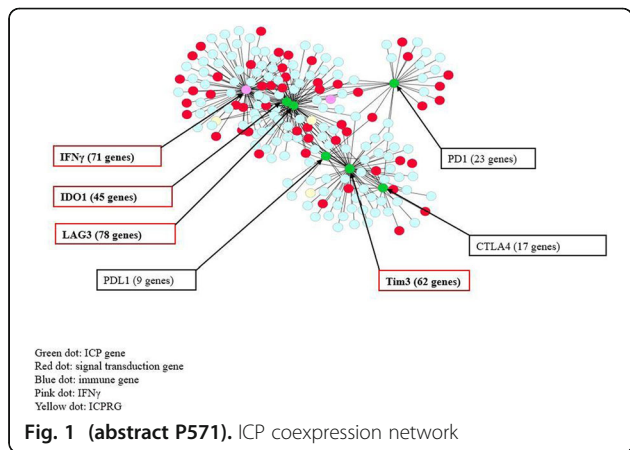 IFNγ (71 genes)
IDO1 (45 genes)
LAG3 (78 genes)
PDL1 (9 genes)
PD1 (23 genes)
CTLA4 (17 genes)
Tim3 (62 genes)
Green dot: ICP gene
Red dot: signal transduction gene
Blue dot: immune gene
Pink dot: IFNγ
Yellow dot: ICPRG
Fig. 1 (abstract P571). ICP coexpression network